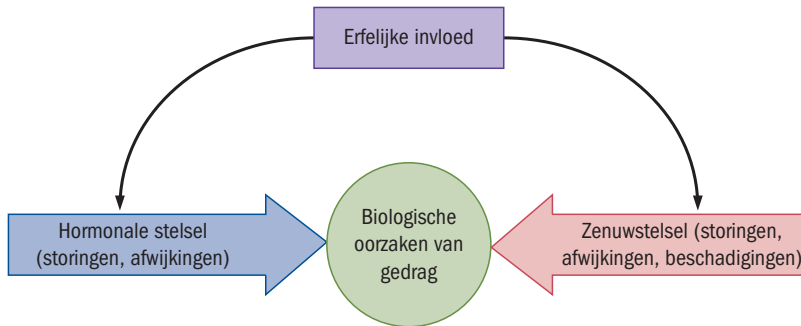 Erfelijke invloed
Hormonale stelsel
(storingen, afwijkingen)
Biologische
oorzaken van
gedrag
Zenuwstelsel (storingen,
afwijkingen, beschadigingen)